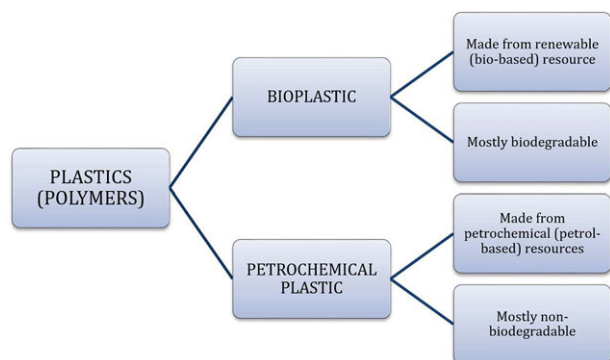 PLASTICS
(POLYMERS)
BIOPLASTIC
Made from renewable
(bio-based) resource
Mostly biodegradable
PETROCHEMICAL
PLASTIC
Made from
petrochemical (petrol-
based) resources
Mostly non-
biodegradable